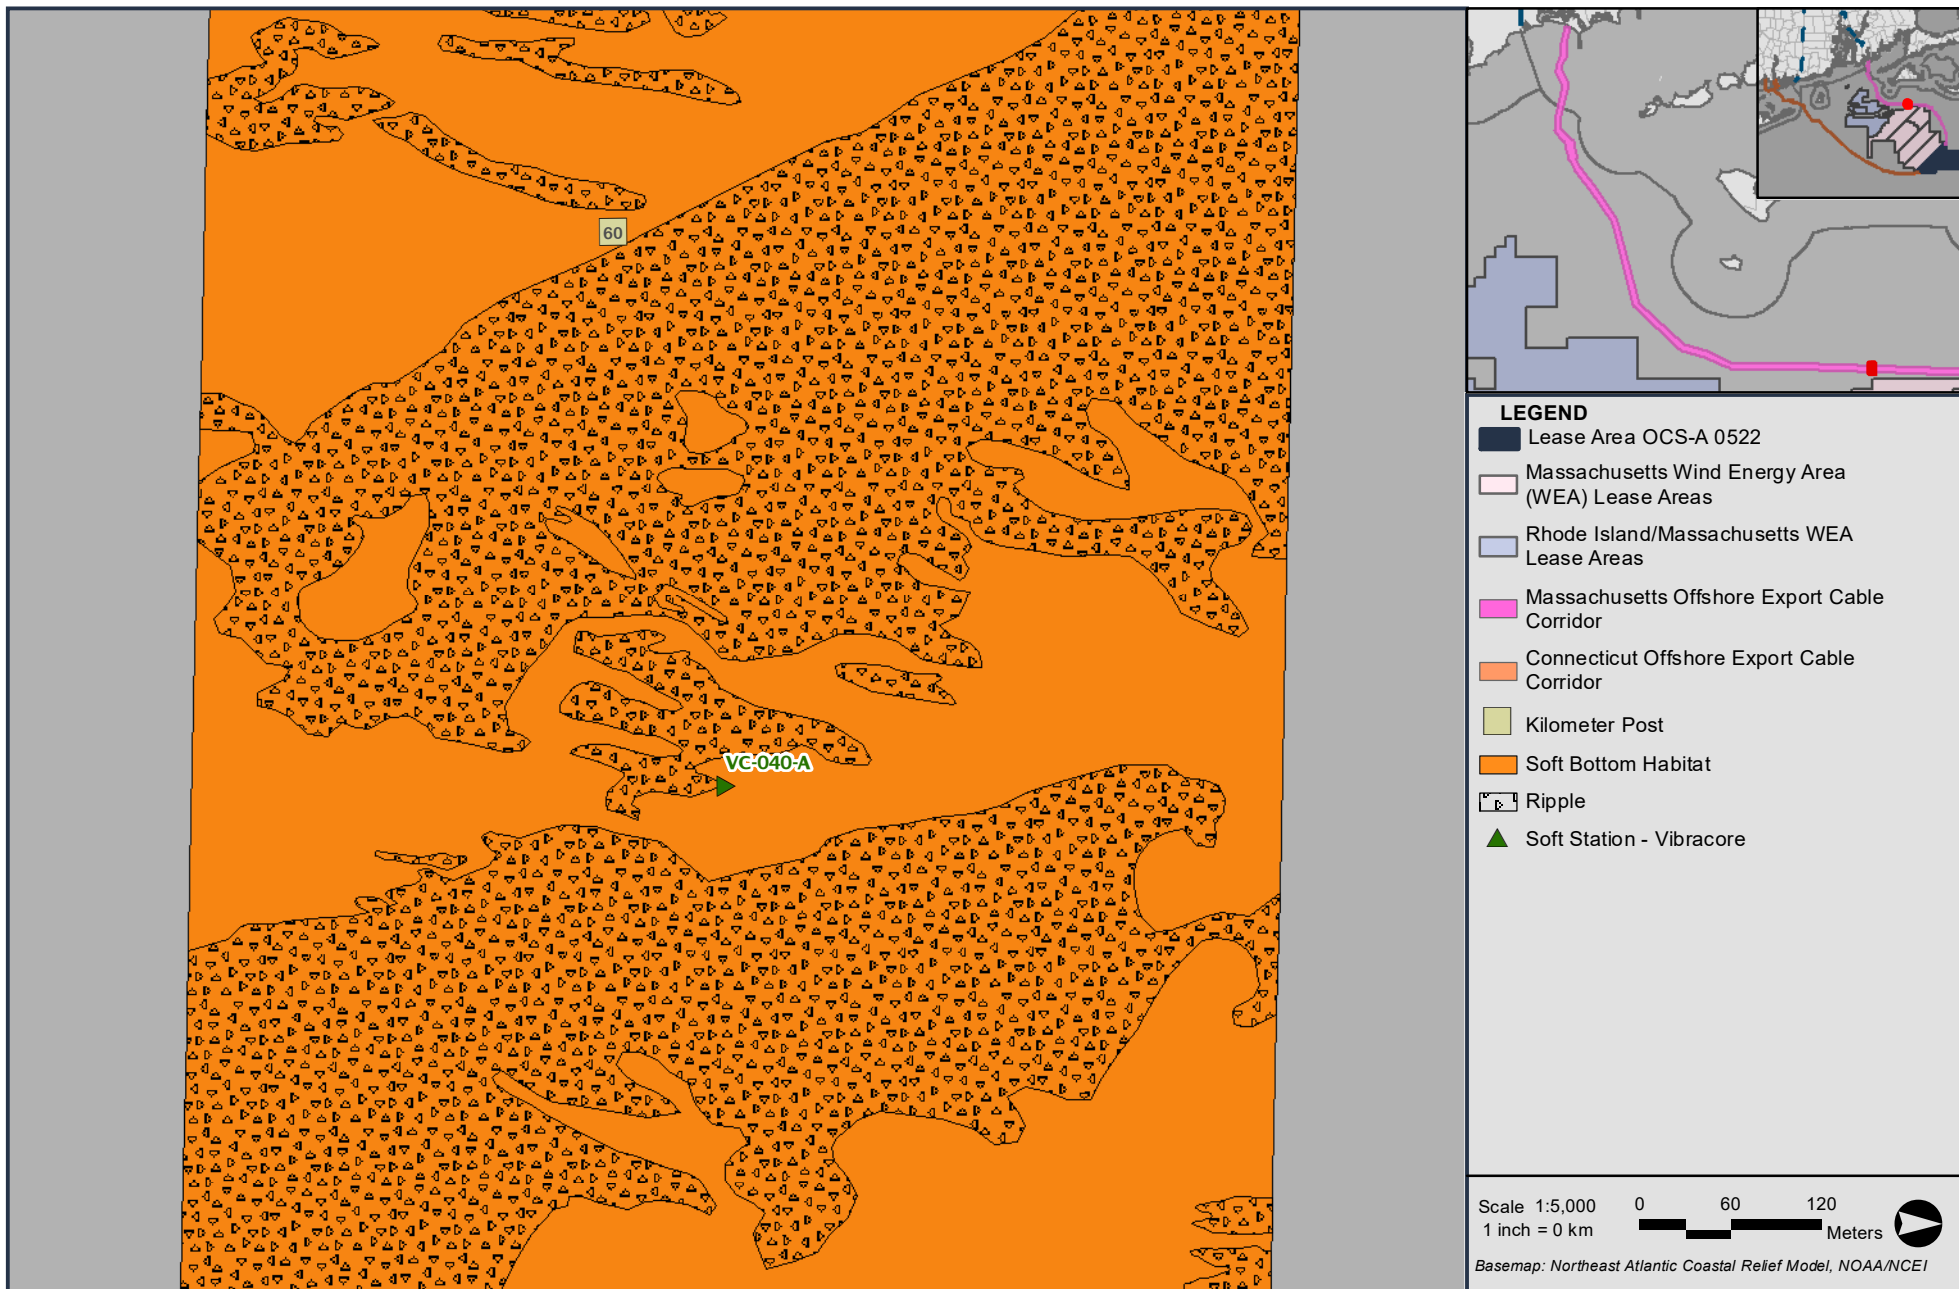 60
VC-040-A
LEGEND
Lease Area OCS-A 0522
Massachusetts Wind Energy Area
(WEA) Lease Areas
Rhode Island/Massachusetts WEA
Lease Areas
Massachusetts Offshore Export Cable
Corridor
Connecticut Offshore Export Cable
Corridor
Kilometer Post
Soft Bottom Habitat
Ripple
Soft Station - Vibracore
Scale 1:5,000
1 inch = 0 km
0 60 120
Meters
Basemap: Northeast Atlantic Coastal Relief Model, NOAA/NCEI